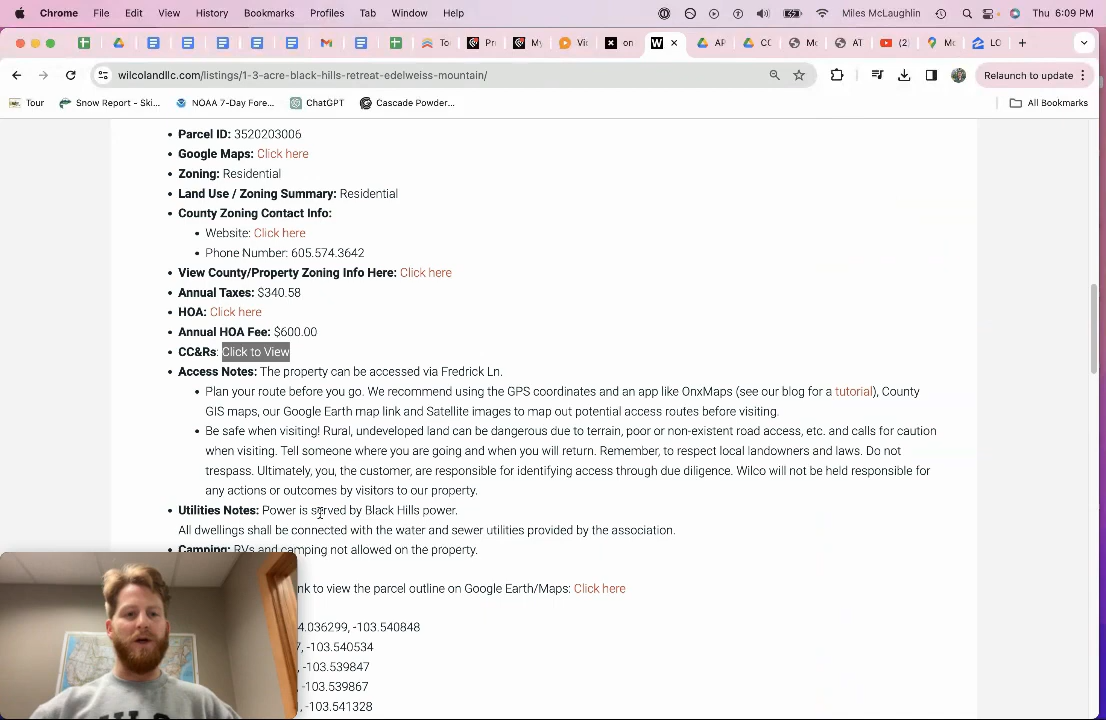 Chrome File Edit View History Bookmarks Profiles Tab Window Help Miles McLaughlin Thu 6:09 PM
To Pr My Vic on W AP CC Mc AT (2 Mc LO
wilcolandllc.com/listings/1-3-acre-black-hills-retreat-edelweiss-mountain/ Relaunch to update
Tour Snow Report - Ski... NOAA 7-Day Fore... ChatGPT Cascade Powder... All Bookmarks
Parcel ID: 3520203006
Google Maps: Click here
Zoning: Residential
Land Use / Zoning Summary: Residential
County Zoning Contact Info:
Website: Click here
Phone Number: 605.574.3642
View County/Property Zoning Info Here: Click here
Annual Taxes: $340.58
HOA: Click here
Annual HOA Fee: $600.00
CC&Rs: Click to View
Access Notes: The property can be accessed via Fredrick Ln.
Plan your route before you go. We recommend using the GPS coordinates and an app like OnxMaps (see our blog for a tutorial), County
GIS maps, our Google Earth map link and Satellite images to map out potential access routes before visiting.
Be safe when visiting! Rural, undeveloped land can be dangerous due to terrain, poor or non-existent road access, etc. and calls for caution
when visiting. Tell someone where you are going and when you will return. Remember, to respect local landowners and laws. Do not
trespass. Ultimately, you, the customer, are responsible for identifying access through due diligence. Wilco will not be held responsible for
any actions or outcomes by visitors to our property.
Utilities Notes: Power is served by Black Hills power.
All dwellings shall be connected with the water and sewer utilities provided by the association.
Camping: RVs and camping not allowed on the property.
to view the parcel outline on Google Earth/Maps: Click here
4.036299, -103.540848
, -103.540534
, -103.539847
, -103.539867
, -103.541328